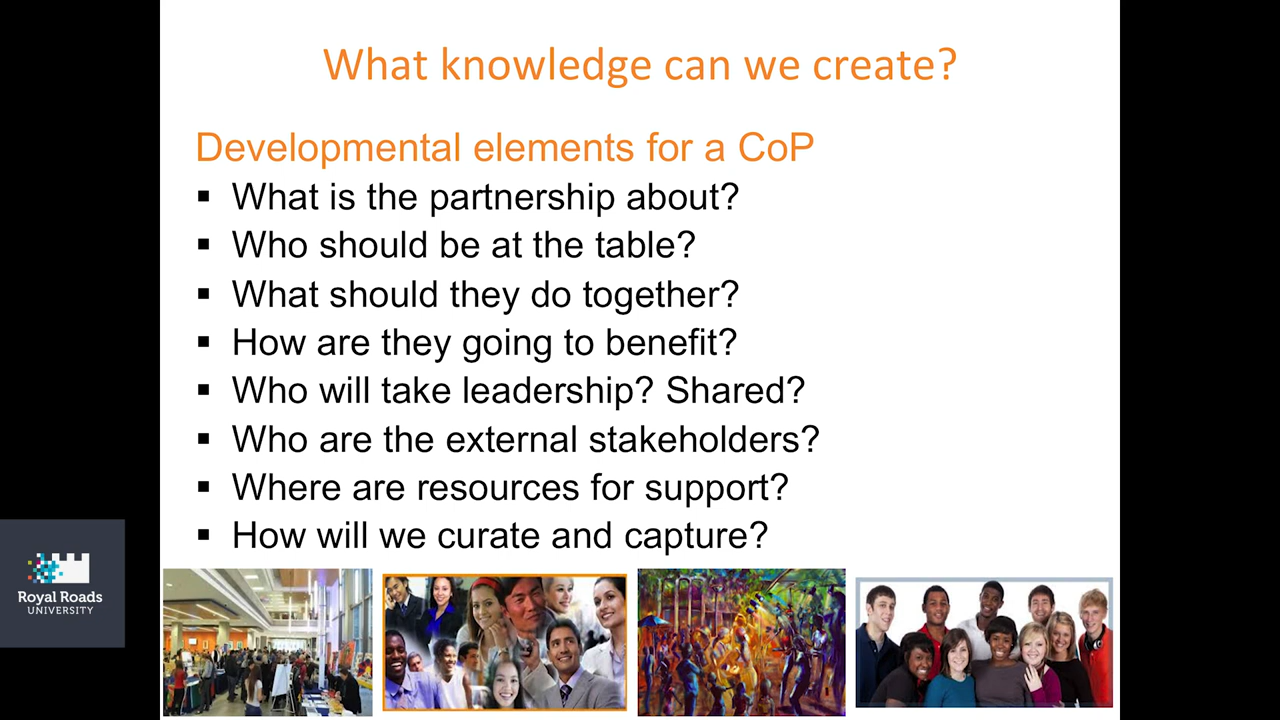 What knowledge can we create?
Developmental elements for a CoP
▪ What is the partnership about?
▪ Who should be at the table?
▪ What should they do together?
▪ How are they going to benefit?
▪ Who will take leadership? Shared?
▪ Who are the external stakeholders?
▪ Where are resources for support?
▪ How will we curate and capture?
Royal Roads
UNIVERSITY